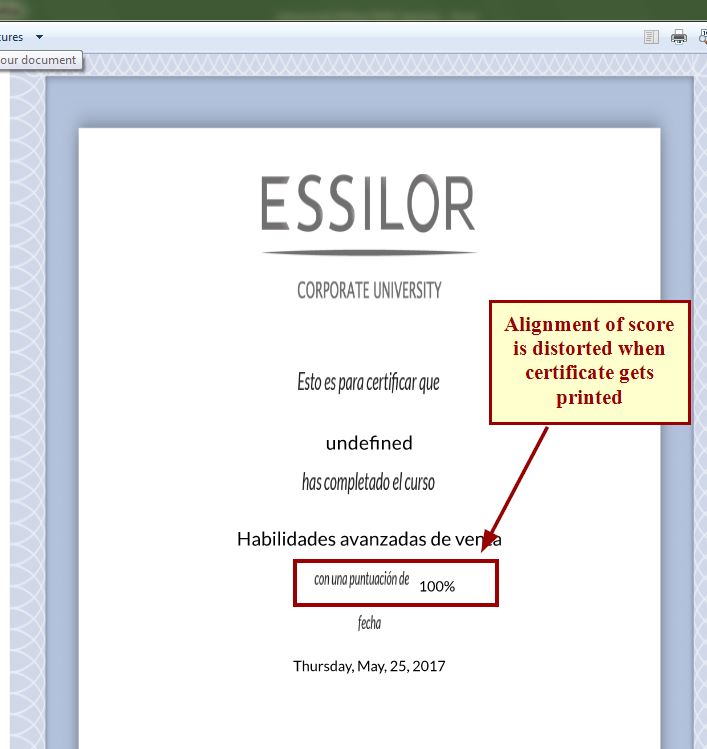 our document
ESSILOR
CORPORATE UNIVERSITY
Alignment of score
is distorted when
certificate gets
printed
Esto es para certificar que
undefined
has completado el curso
Habilidades avanzadas de venta
con una puntuación de 100%
fecha
Thursday, May, 25, 2017